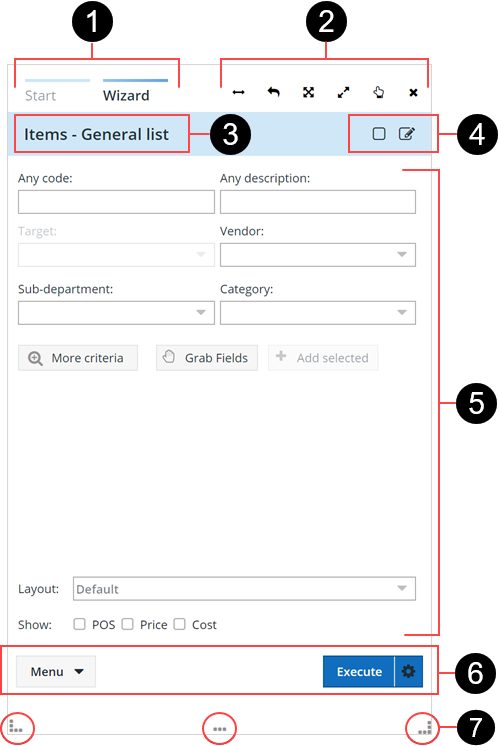 1 2
Start Wizard
Items - General list 3 4
Any code: Any description:
5
Target: Vendor:
Sub-department: Category:
More criteria Grab Fields Add selected
Layout: Default
Show: POS Price Cost
Menu Execute 6
7